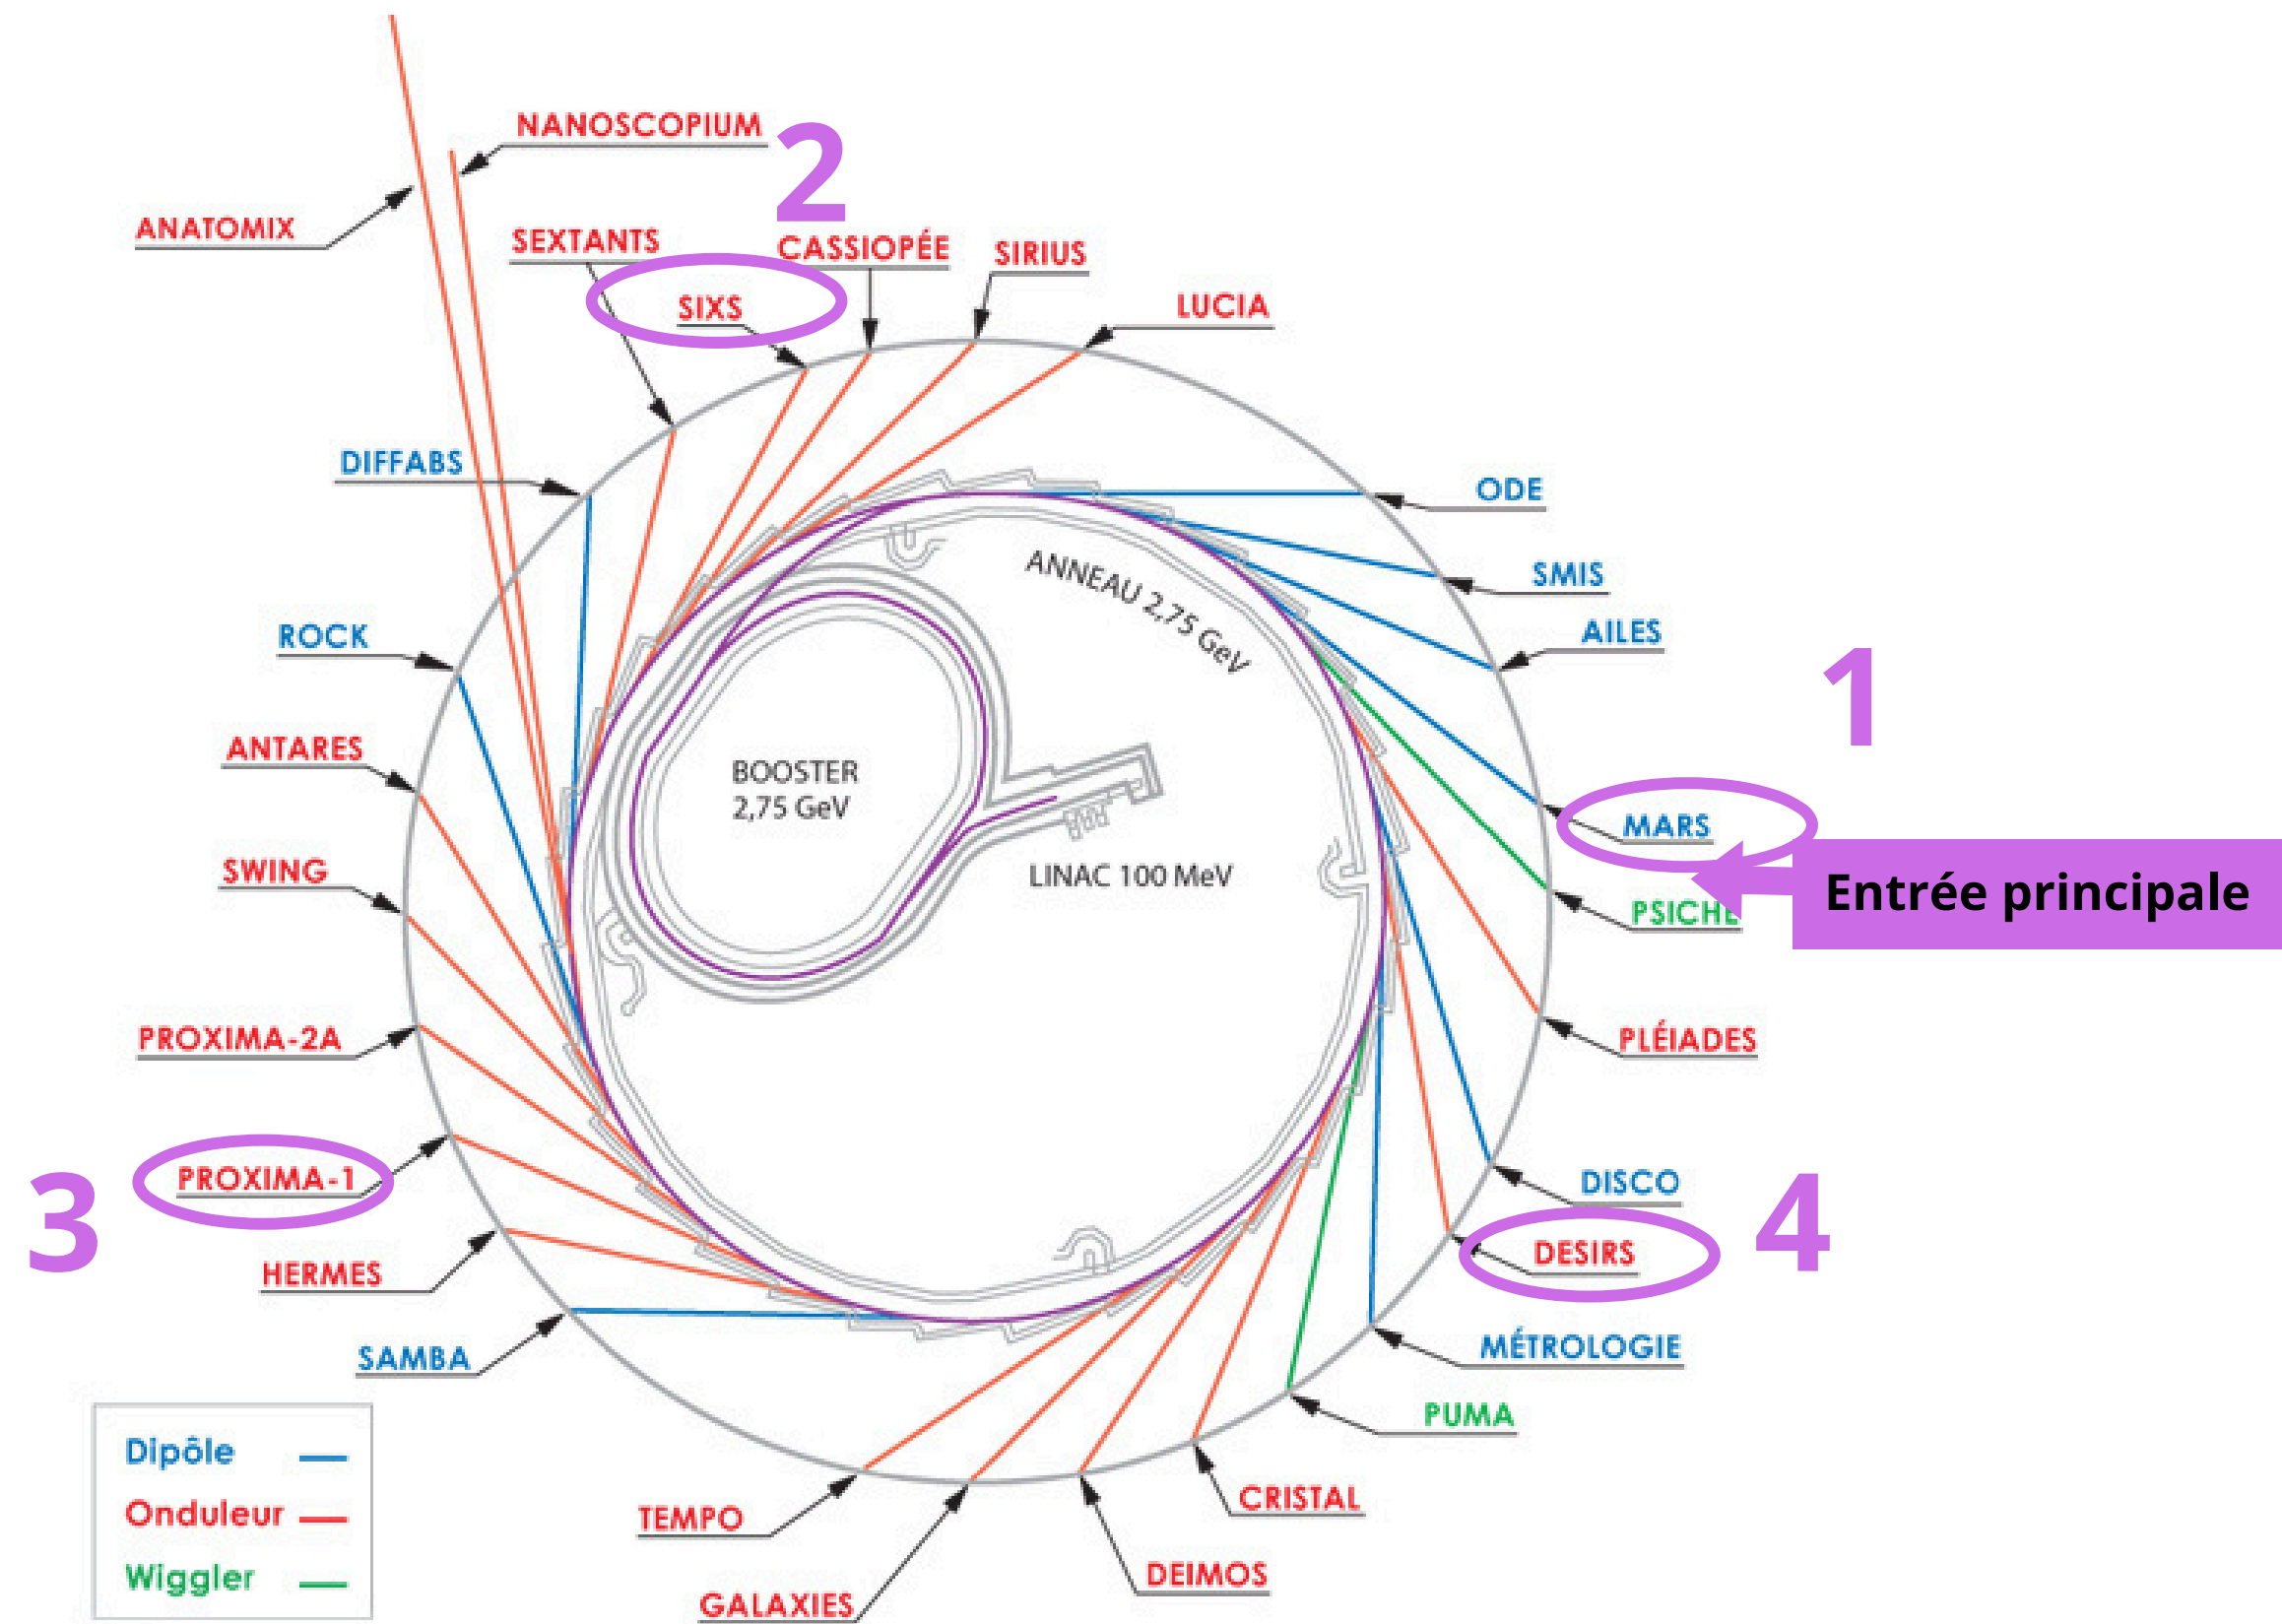 NANOSCOPIUM
2
ANATOMIX
SEXTANTS
CASSIOPÉE
SIRIUS
SIXS
LUCIA
DIFFABS
ODE
ANNEAU 2,75 GeV
SMIS
ROCK
AILES
1
ANTARES
BOOSTER
2,75 GeV
MARS
SWING
LINAC 100 MeV
Entrée principale
PSICHE
PROXIMA-2A
PLÉIADES
3
PROXIMA-1
DISCO
4
DESIRS
HERMES
SAMBA
MÉTROLOGIE
PUMA
Dipôle
Onduleur
Wiggler
CRISTAL
TEMPO
DEIMOS
GALAXIES